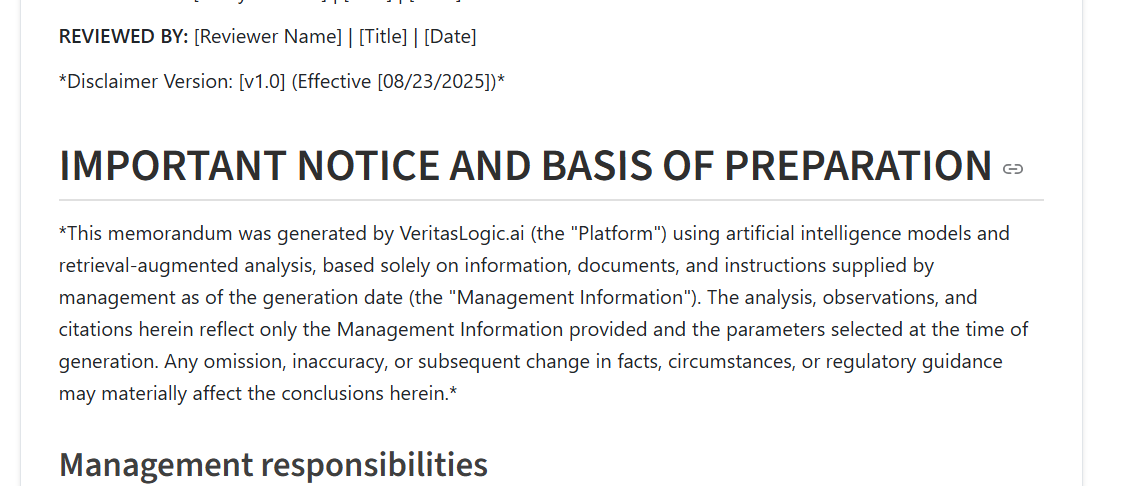 REVIEWED BY: [Reviewer Name] | [Title] | [Date]
*Disclaimer Version: [v1.0] (Effective [08/23/2025])*
IMPORTANT NOTICE AND BASIS OF PREPARATION
*This memorandum was generated by VeritasLogic.ai (the "Platform") using artificial intelligence models and
retrieval-augmented analysis, based solely on information, documents, and instructions supplied by
management as of the generation date (the "Management Information"). The analysis, observations, and
citations herein reflect only the Management Information provided and the parameters selected at the time of
generation. Any omission, inaccuracy, or subsequent change in facts, circumstances, or regulatory guidance
may materially affect the conclusions herein.*
Management responsibilities